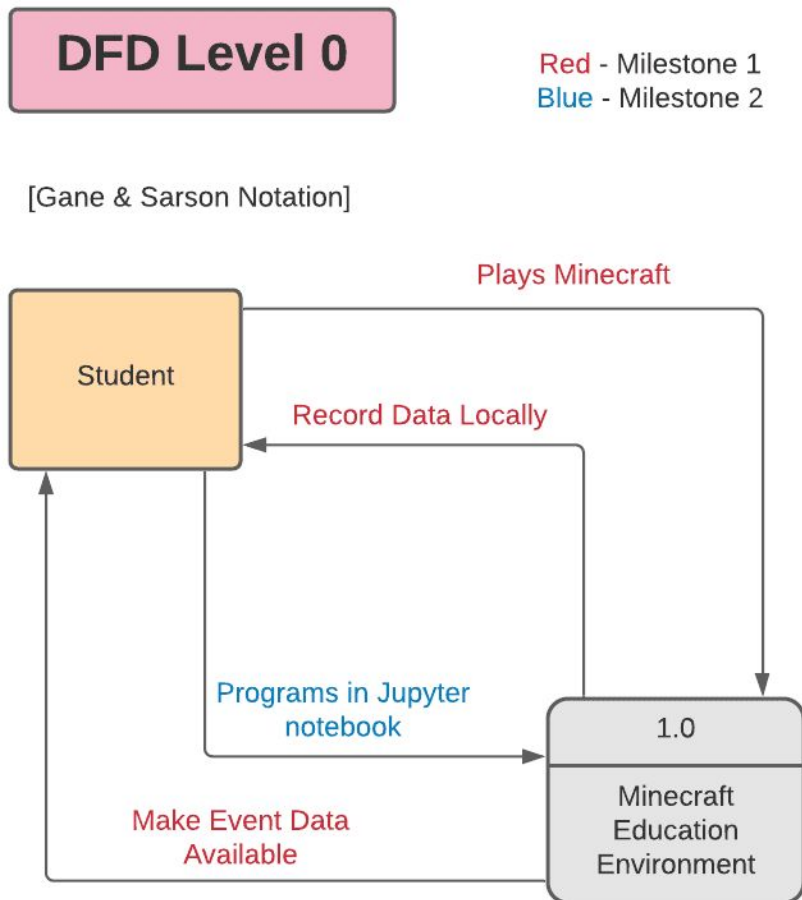 DFD Level 0
Red - Milestone 1
Blue - Milestone 2
[Gane & Sarson Notation]
Plays Minecraft
Student
Record Data Locally
Programs in Jupyter
notebook
1.0
Minecraft
Education
Environment
Make Event Data
Available